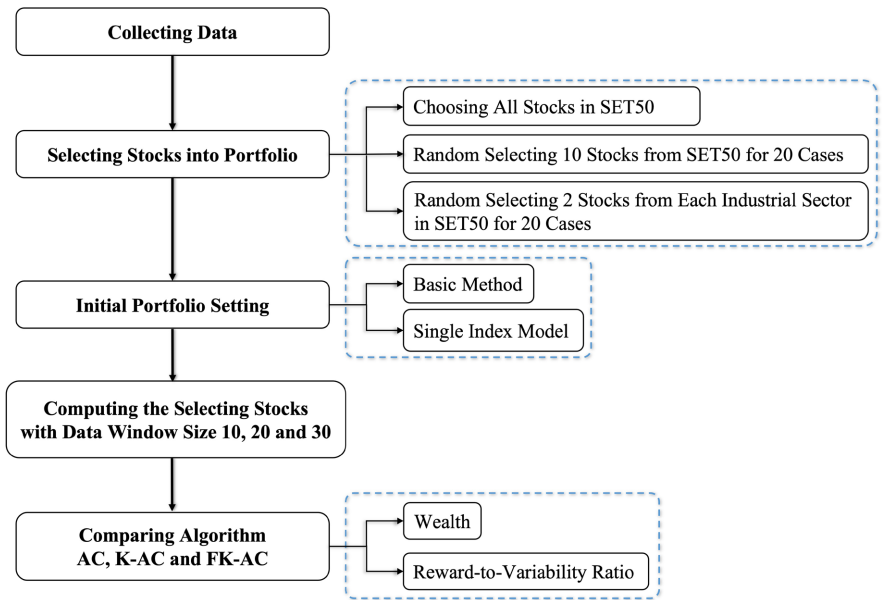 Collecting Data
Selecting Stocks into Portfolio
Choosing All Stocks in SET50
Random Selecting 10 Stocks from SET50 for 20 Cases
Random Selecting 2 Stocks from Each Industrial Sector
in SET50 for 20 Cases
Initial Portfolio Setting
Basic Method
Single Index Model
Computing the Selecting Stocks
with Data Window Size 10, 20 and 30
Comparing Algorithm
AC, K-AC and FK-AC
Wealth
Reward-to-Variability Ratio